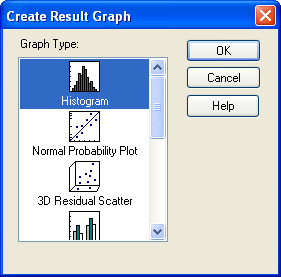 Create Result Graph
Graph Type:
OK
Histogram
Cancel
Help
Normal Probability Plot
3D Residual Scatter